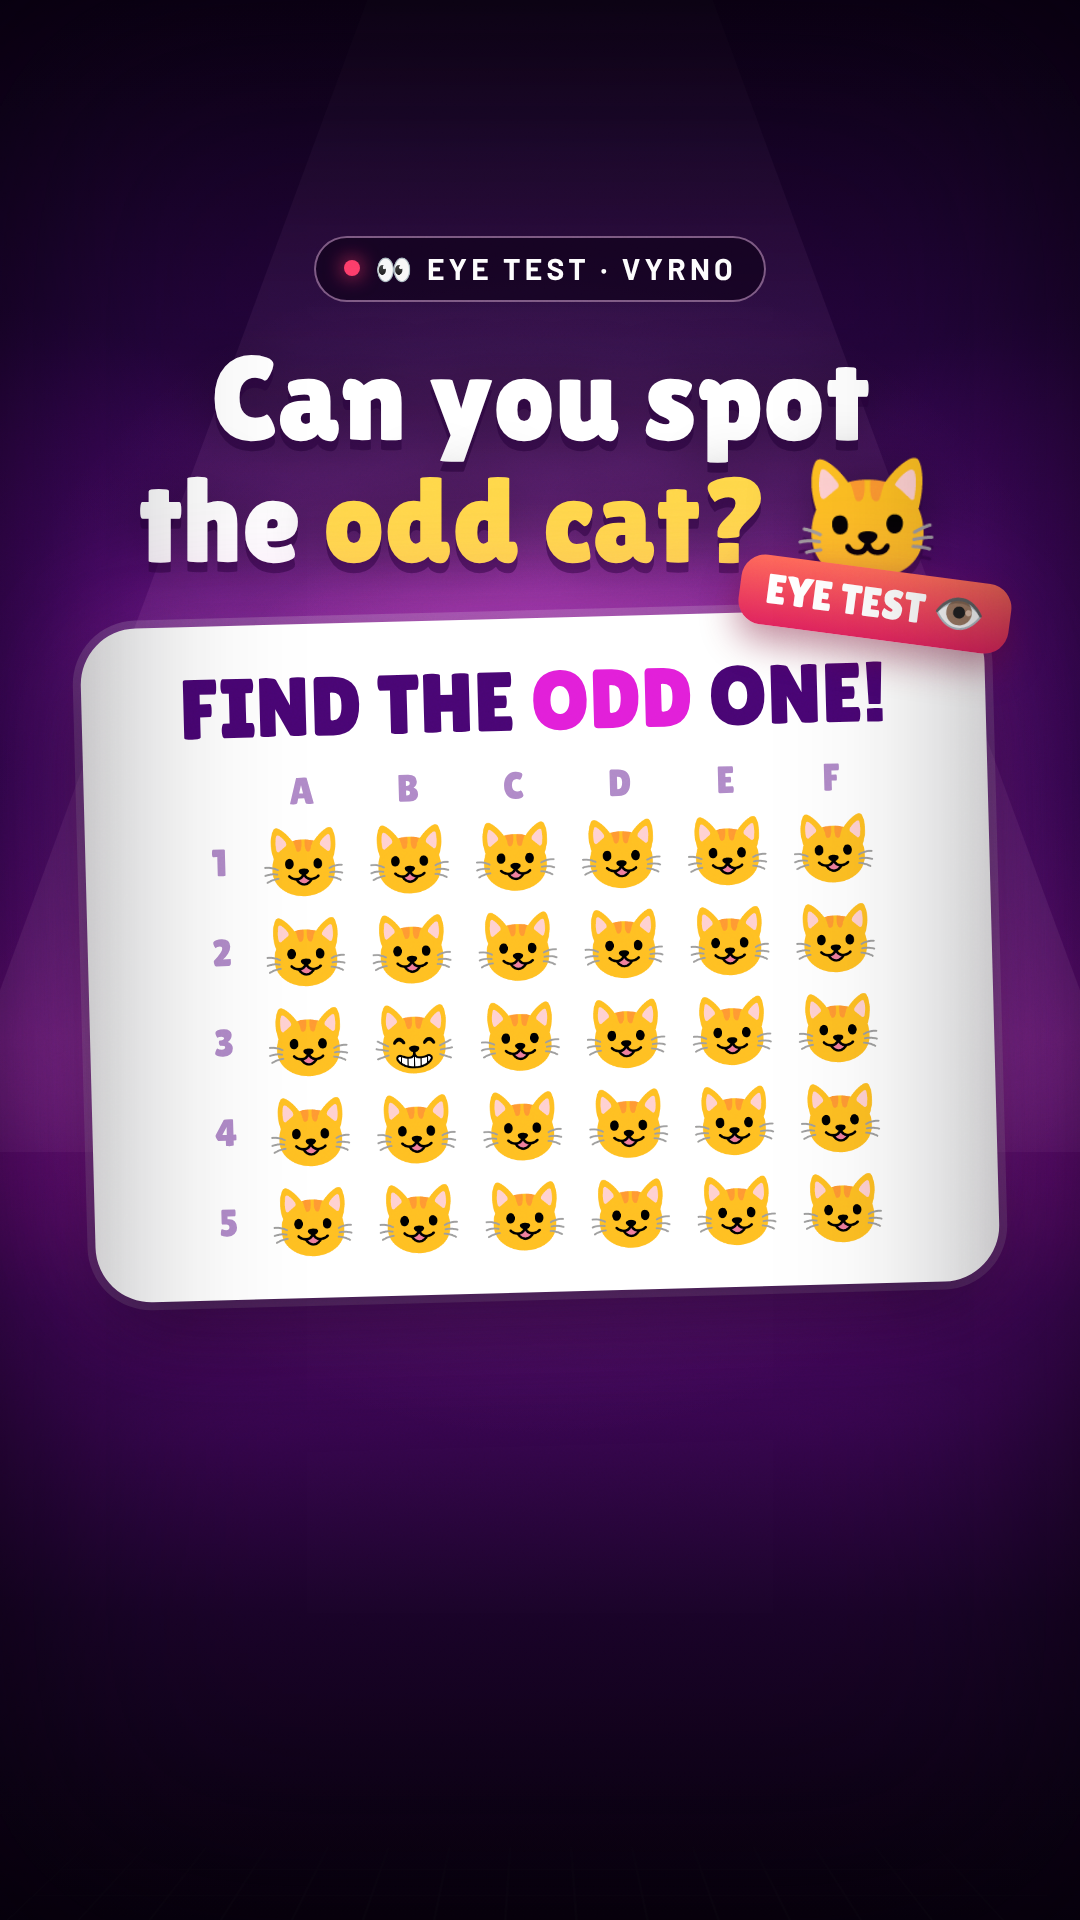 👀 EYE TEST · VYRNO
Can you spot
the odd cat?
EYE TEST 👁
FIND THE ODD ONE!
A B C D E F
1
2
3
4
5